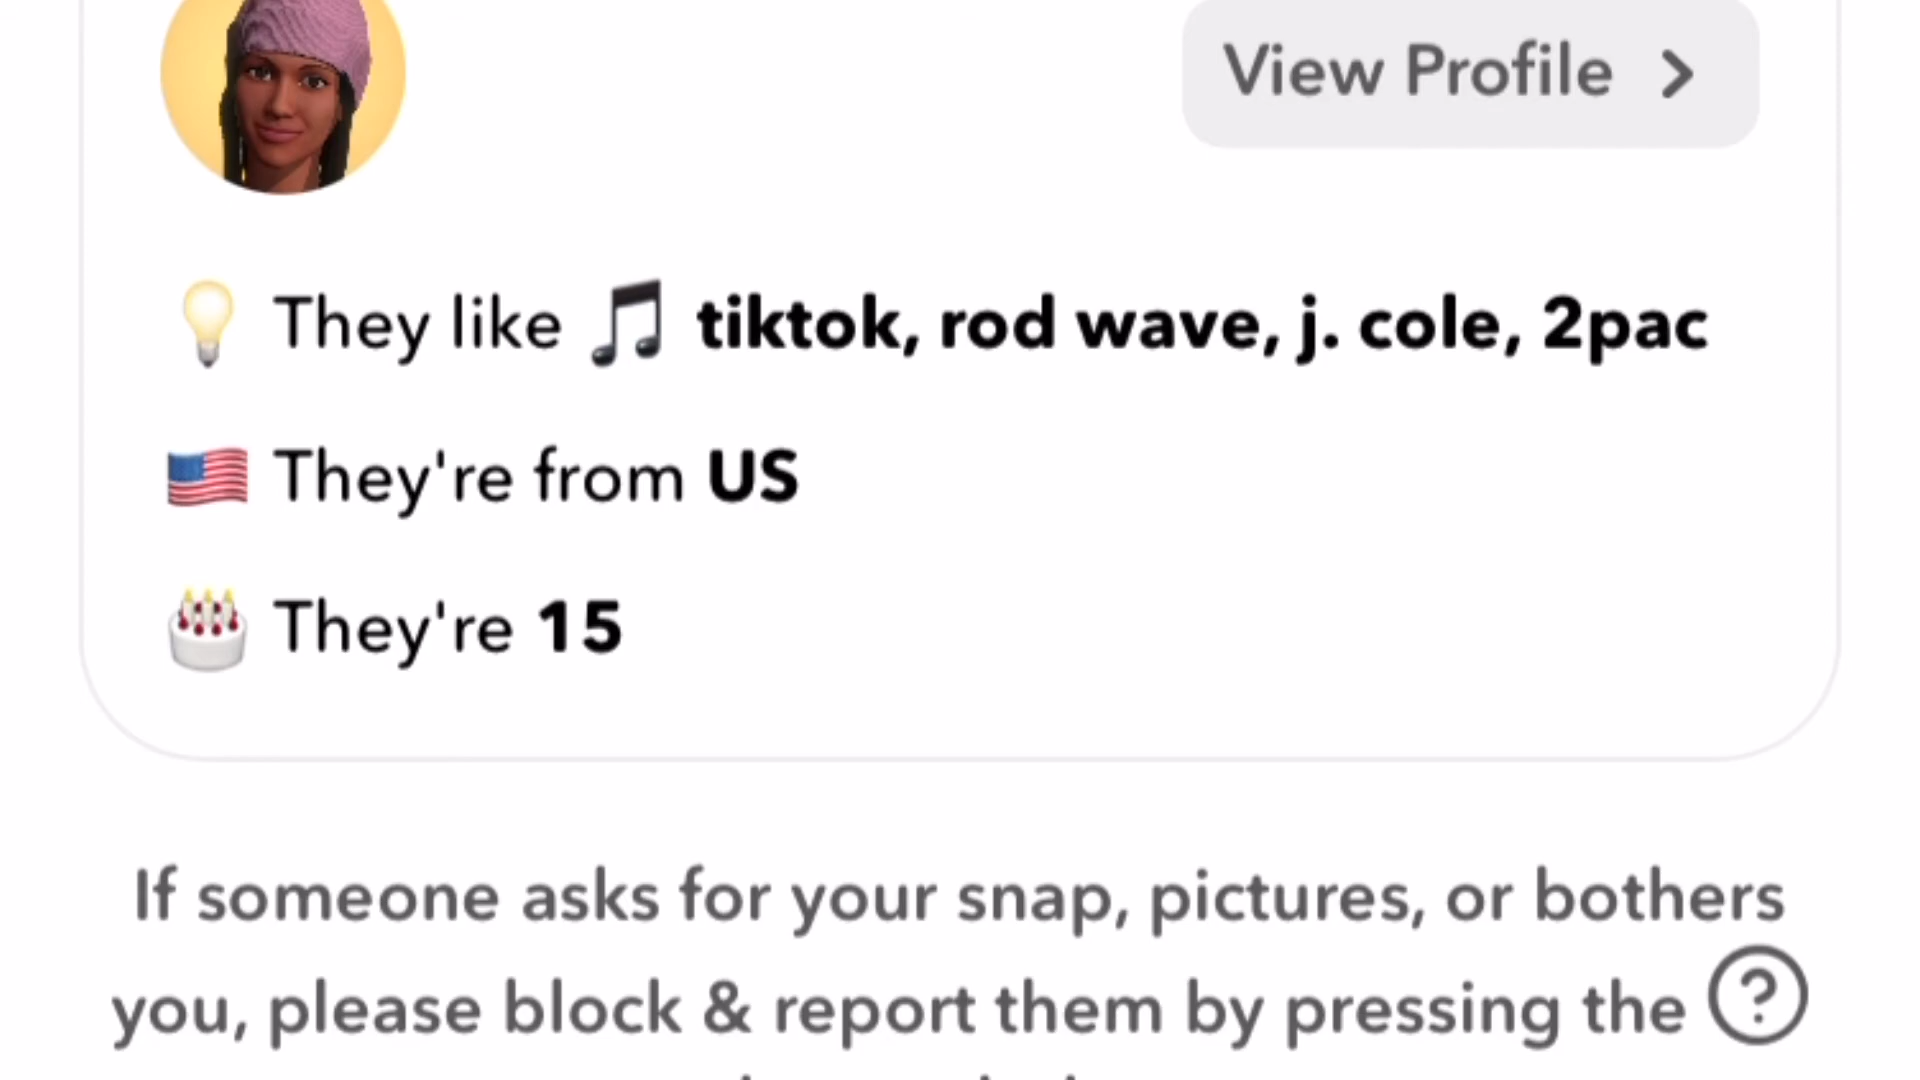 View Profile
They like tiktok, rod wave, j. cole, 2pac
They're from US
They're 15
If someone asks for your snap, pictures, or bothers
you, please block & report them by pressing the ?